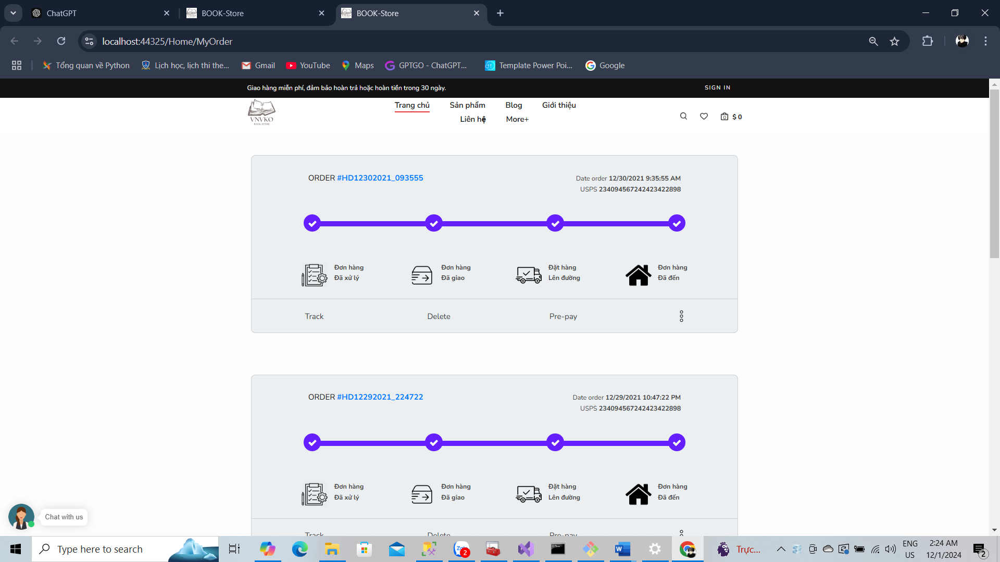 ChatGPT
BOOK-Store
BOOK-Store
localhost:44325/Home/MyOrder
Tổng quan về Python
Lịch học, lịch thi the...
Gmail
YouTube
Maps
GPTGO - ChatGPT...
Template Power Poi...
Google
Giao hàng miễn phí, đảm bảo hoàn trả hoặc hoàn tiền trong 30 ngày.
SIGN IN
VNVKO
BOOK STORE
Trang chủ
Sản phẩm
Blog
Giới thiệu
Liên hệ
More+
0
$ 0
ORDER #HD12302021_093555
Date order 12/30/2021 9:35:55 AM
USPS 234094567242423422898
Đơn hàng
Đã xử lý
Đơn hàng
Đã giao
Đặt hàng
Lên đường
Đơn hàng
Đã đến
Track
Delete
Pre-pay
ORDER #HD12292021_224722
Date order 12/29/2021 10:47:22 PM
USPS 234094567242423422898
Đơn hàng
Đã xử lý
Đơn hàng
Đã giao
Đặt hàng
Lên đường
Đơn hàng
Đã đến
Track
Delete
Pre-pay
Chat with us
Type here to search
Zalo
2
Trực...
ENG
US
2:24 AM
12/1/2024
2